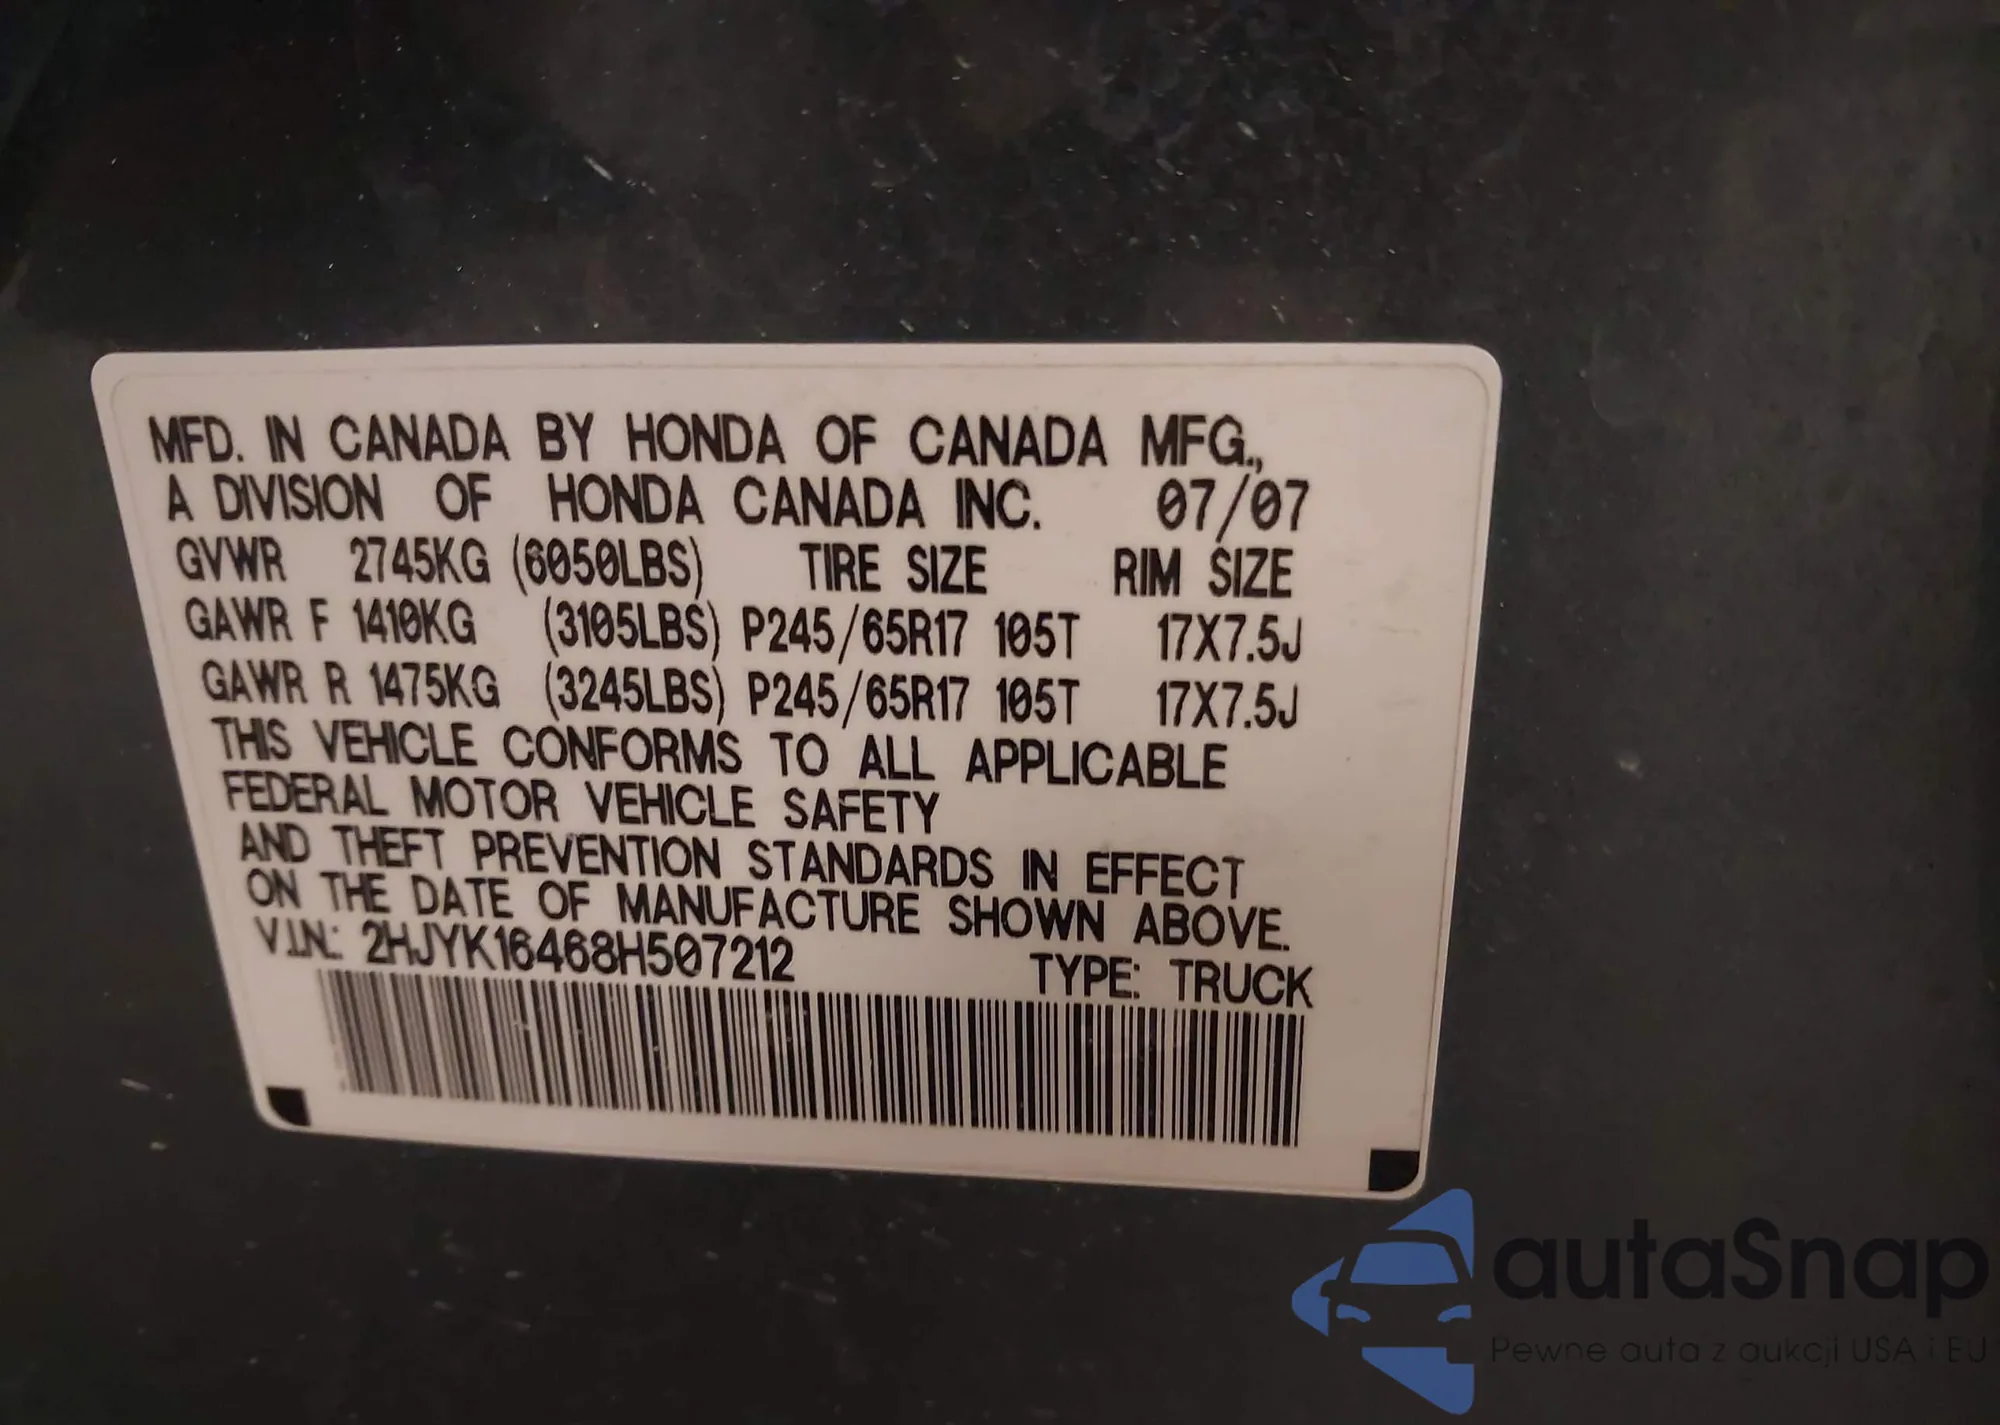 MFD. IN CANADA BY HONDA OF CANADA MFG.,
A DIVISION OF HONDA CANADA INC. 07/07
GVWR 2745KG (6050LBS) TIRE SIZE RIM SIZE
GAWR F 1410KG (3105LBS) P245/65R17 105T 17X7.5J
GAWR R 1475KG (3245LBS) P245/65R17 105T 17X7.5J
THIS VEHICLE CONFORMS TO ALL APPLICABLE
FEDERAL MOTOR VEHICLE SAFETY
AND THEFT PREVENTION STANDARDS IN EFFECT
ON THE DATE OF MANUFACTURE SHOWN ABOVE.
V.I.N.: 2HJYK16468H507212 TYPE: TRUCK
autaSnap
Pewne auta z aukcji USA i EU